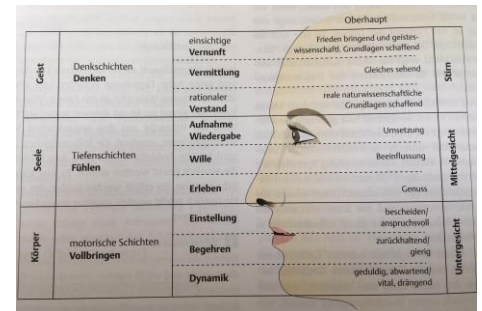 Oberhaupt
Geist
Denkschichten
Denken
einsichtige
Vernunft
Frieden bringend und geistes-
wissenschaftl. Grundlagen schaffend
Vermittlung
Gleiches sehend
rationaler
Verstand
reale naturwissenschaftliche
Grundlagen schaffend
Stirn
Seele
Tiefenschichten
Fühlen
Aufnahme
Wiedergabe
Umsetzung
Wille
Beeinflussung
Erleben
Genuss
Mittelgesicht
Körper
motorische Schichten
Vollbringen
Einstellung
bescheiden/
anspruchsvoll
Begehren
zurückhaltend/
gierig
Dynamik
geduldig, abwartend/
vital, drängend
Untergesicht